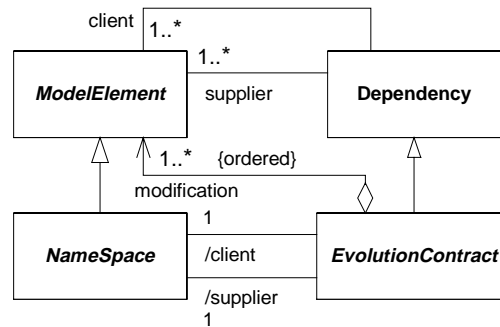 client
1..*
1..*
ModelElement
Dependency
supplier
1..* {ordered}
modification
1
NameSpace
/client
EvolutionContract
/supplier
1